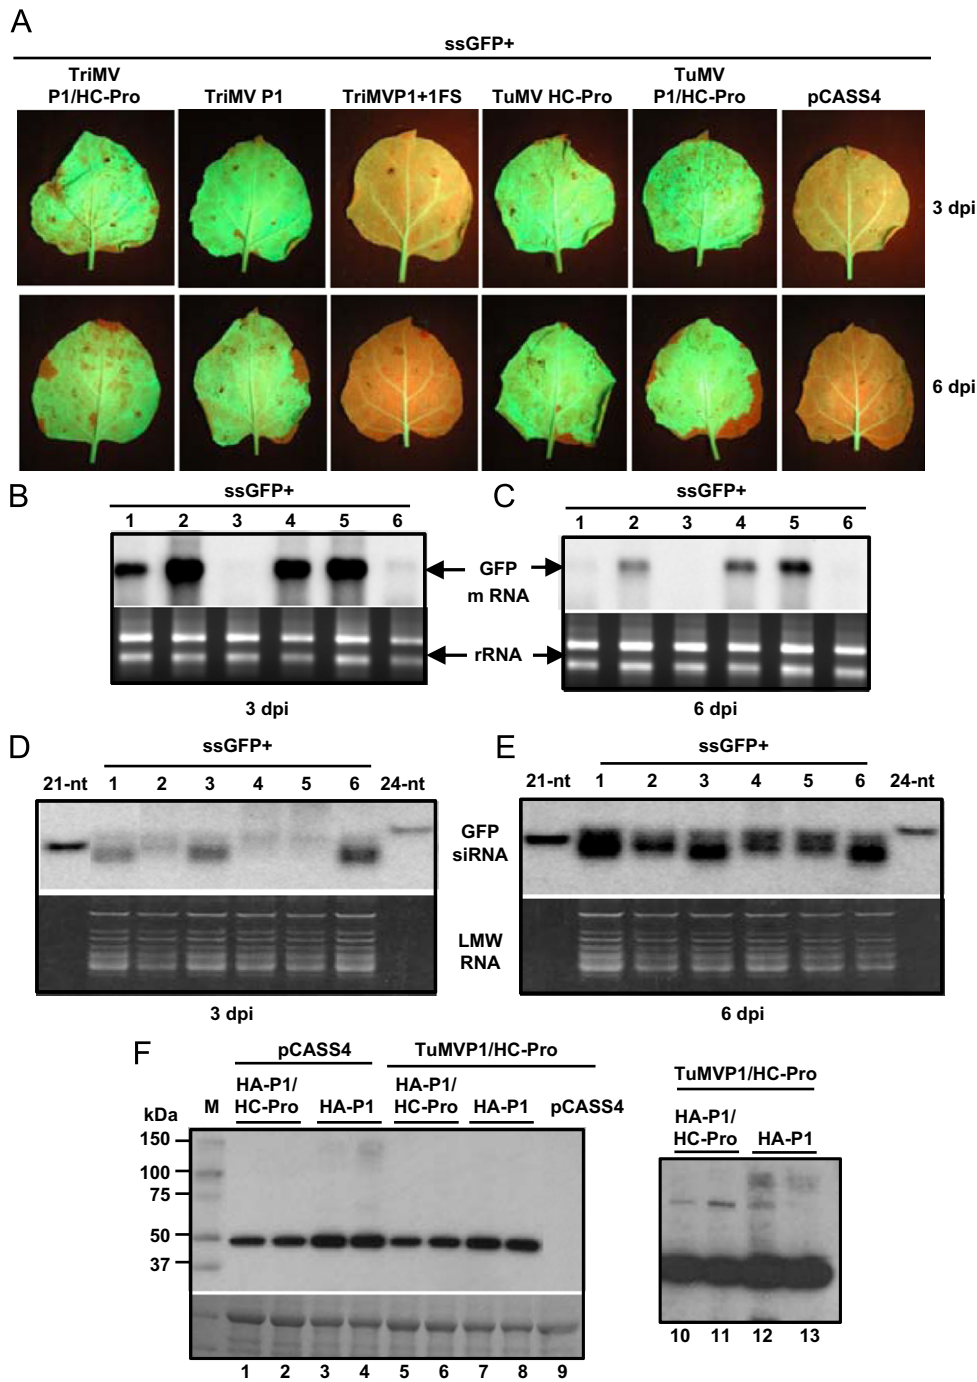 A
ssGFP+
TriMV P1/HC-Pro
TriMV P1
TriMVP1+1FS
TuMV HC-Pro
TuMV P1/HC-Pro
pCASS4
3 dpi
6 dpi
B
ssGFP+
1 2 3 4 5 6
C
ssGFP+
1 2 3 4 5 6
GFP
m RNA
rRNA
3 dpi
6 dpi
D
ssGFP+
21-nt 1 2 3 4 5 6 24-nt
E
ssGFP+
21-nt 1 2 3 4 5 6 24-nt
GFP
siRNA
LMW
RNA
3 dpi
6 dpi
F
pCASS4
TuMVP1/HC-Pro
kDa
M
HA-P1/
HC-Pro
HA-P1
HA-P1/
HC-Pro
HA-P1
pCASS4
150
100
75
50
37
1 2 3 4 5 6 7 8 9
TuMVP1/HC-Pro
HA-P1/
HC-Pro
HA-P1
10 11 12 13